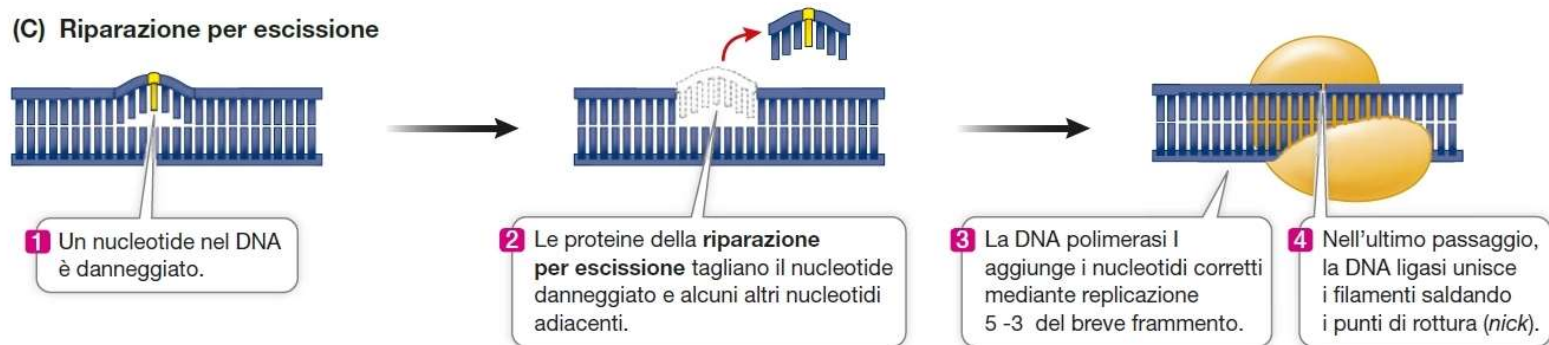 (C) Riparazione per escissione
1 Un nucleotide nel DNA
è danneggiato.
2 Le proteine della riparazione
per escissione tagliano il nucleotide
danneggiato e alcuni altri nucleotidi
adiacenti.
3 La DNA polimerasi I
aggiunge i nucleotidi corretti
mediante replicazione
5 -3 del breve frammento.
4 Nell’ultimo passaggio,
la DNA ligasi unisce
i filamenti saldando
i punti di rottura (nick).